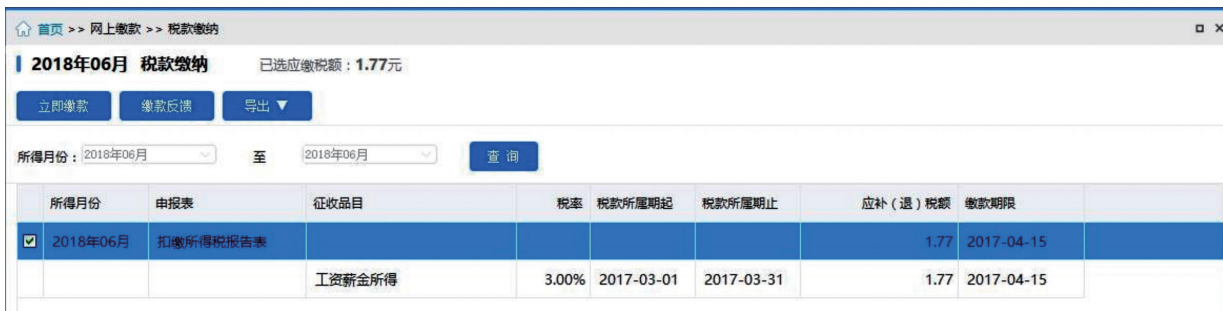 首页 >> 网上缴款 >> 税款缴纳
2018年06月 税款缴纳 已选应缴税额：1.77元
立即缴款 缴款反馈 导出 ▼
所得月份：2018年06月 至 2018年06月 查 询
所得月份 申报表 征收品目 税率 税款所属期起 税款所属期止 应补（退）税额 缴款期限
2018年06月 扣缴所得税报告表 1.77 2017-04-15
工资薪金所得 3.00% 2017-03-01 2017-03-31 1.77 2017-04-15